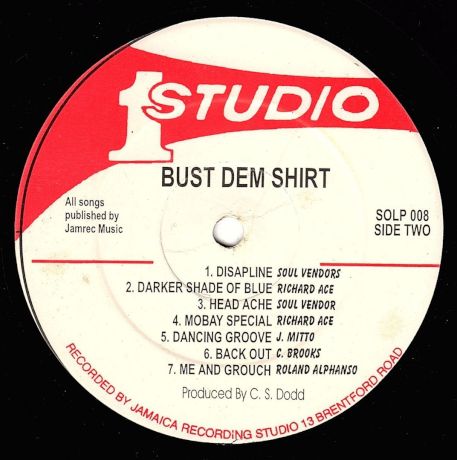 1 STUDIO
BUST DEM SHIRT
All songs
published by
Jamrec Music
SOLP 008
SIDE TWO
1. DISAPLINE SOUL VENDORS
2. DARKER SHADE OF BLUE RICHARD ACE
3. HEAD ACHE SOUL VENDOR
4. MOBAY SPECIAL RICHARD ACE
5. DANCING GROOVE J. MITTO
6. BACK OUT C. BROOKS
7. ME AND GROUCH ROLAND ALPHANSO
Produced By C. S. Dodd
RECORDED BY JAMAICA RECORDING STUDIO 13 BRENTFORD ROAD